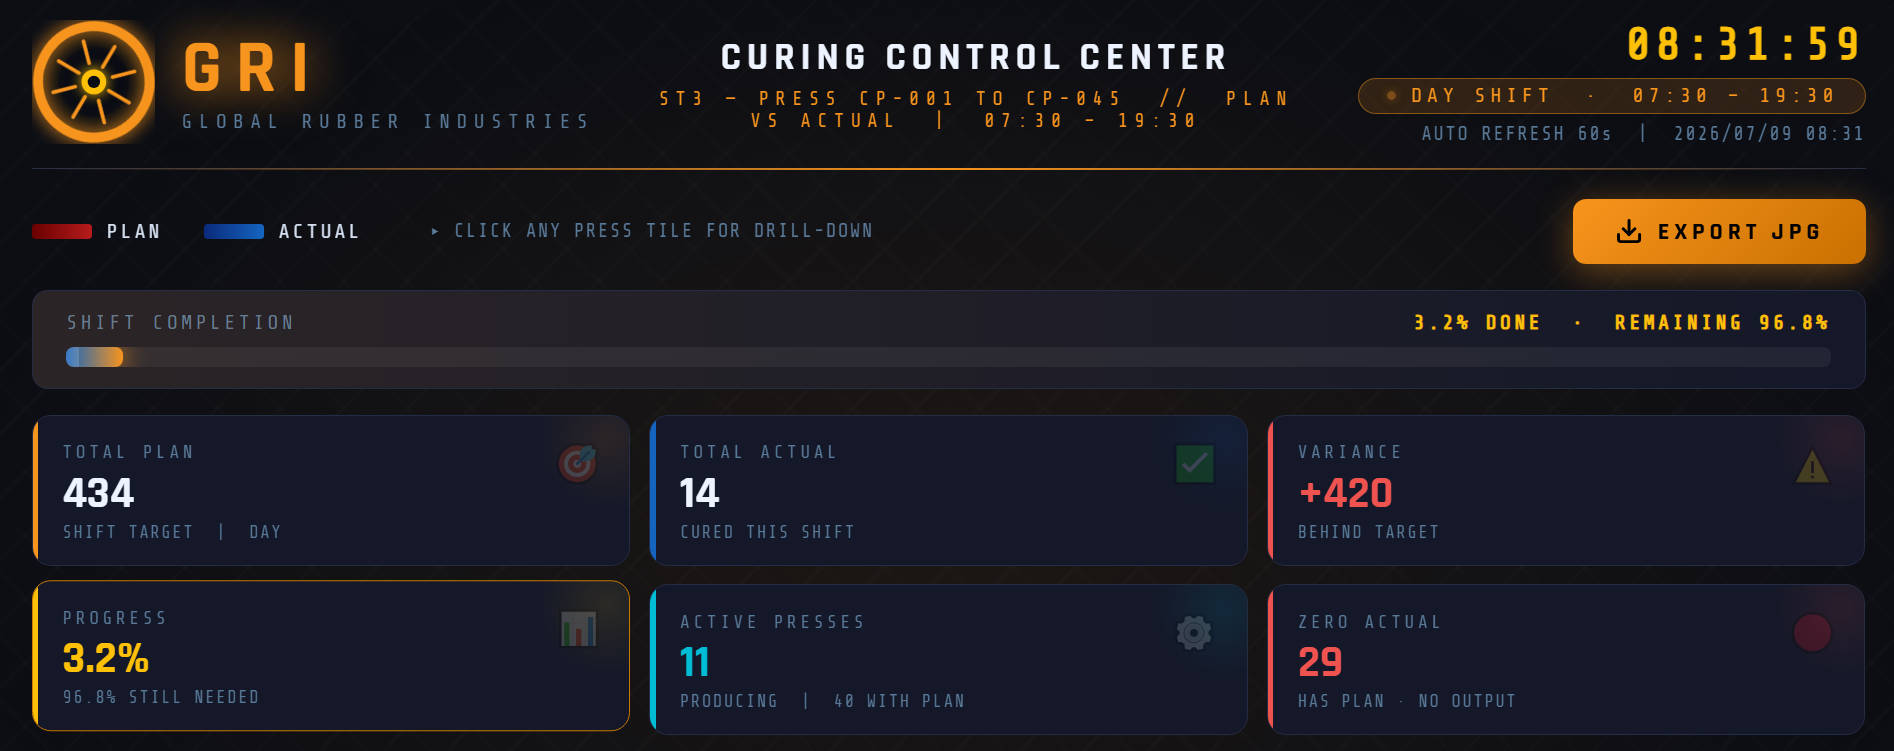 GRI
GLOBAL RUBBER INDUSTRIES
CURING CONTROL CENTER
ST3 – PRESS CP-001 TO CP-045 // PLAN
VS ACTUAL | 07:30 – 19:30
08:31:59
DAY SHIFT · 07:30 – 19:30
AUTO REFRESH 60s | 2026/07/09 08:31
PLAN
ACTUAL
▸ CLICK ANY PRESS TILE FOR DRILL-DOWN
EXPORT JPG
SHIFT COMPLETION
3.2% DONE · REMAINING 96.8%
TOTAL PLAN
434
SHIFT TARGET | DAY
TOTAL ACTUAL
14
CURED THIS SHIFT
VARIANCE
+420
BEHIND TARGET
PROGRESS
3.2%
96.8% STILL NEEDED
ACTIVE PRESSES
11
PRODUCING | 40 WITH PLAN
ZERO ACTUAL
29
HAS PLAN · NO OUTPUT